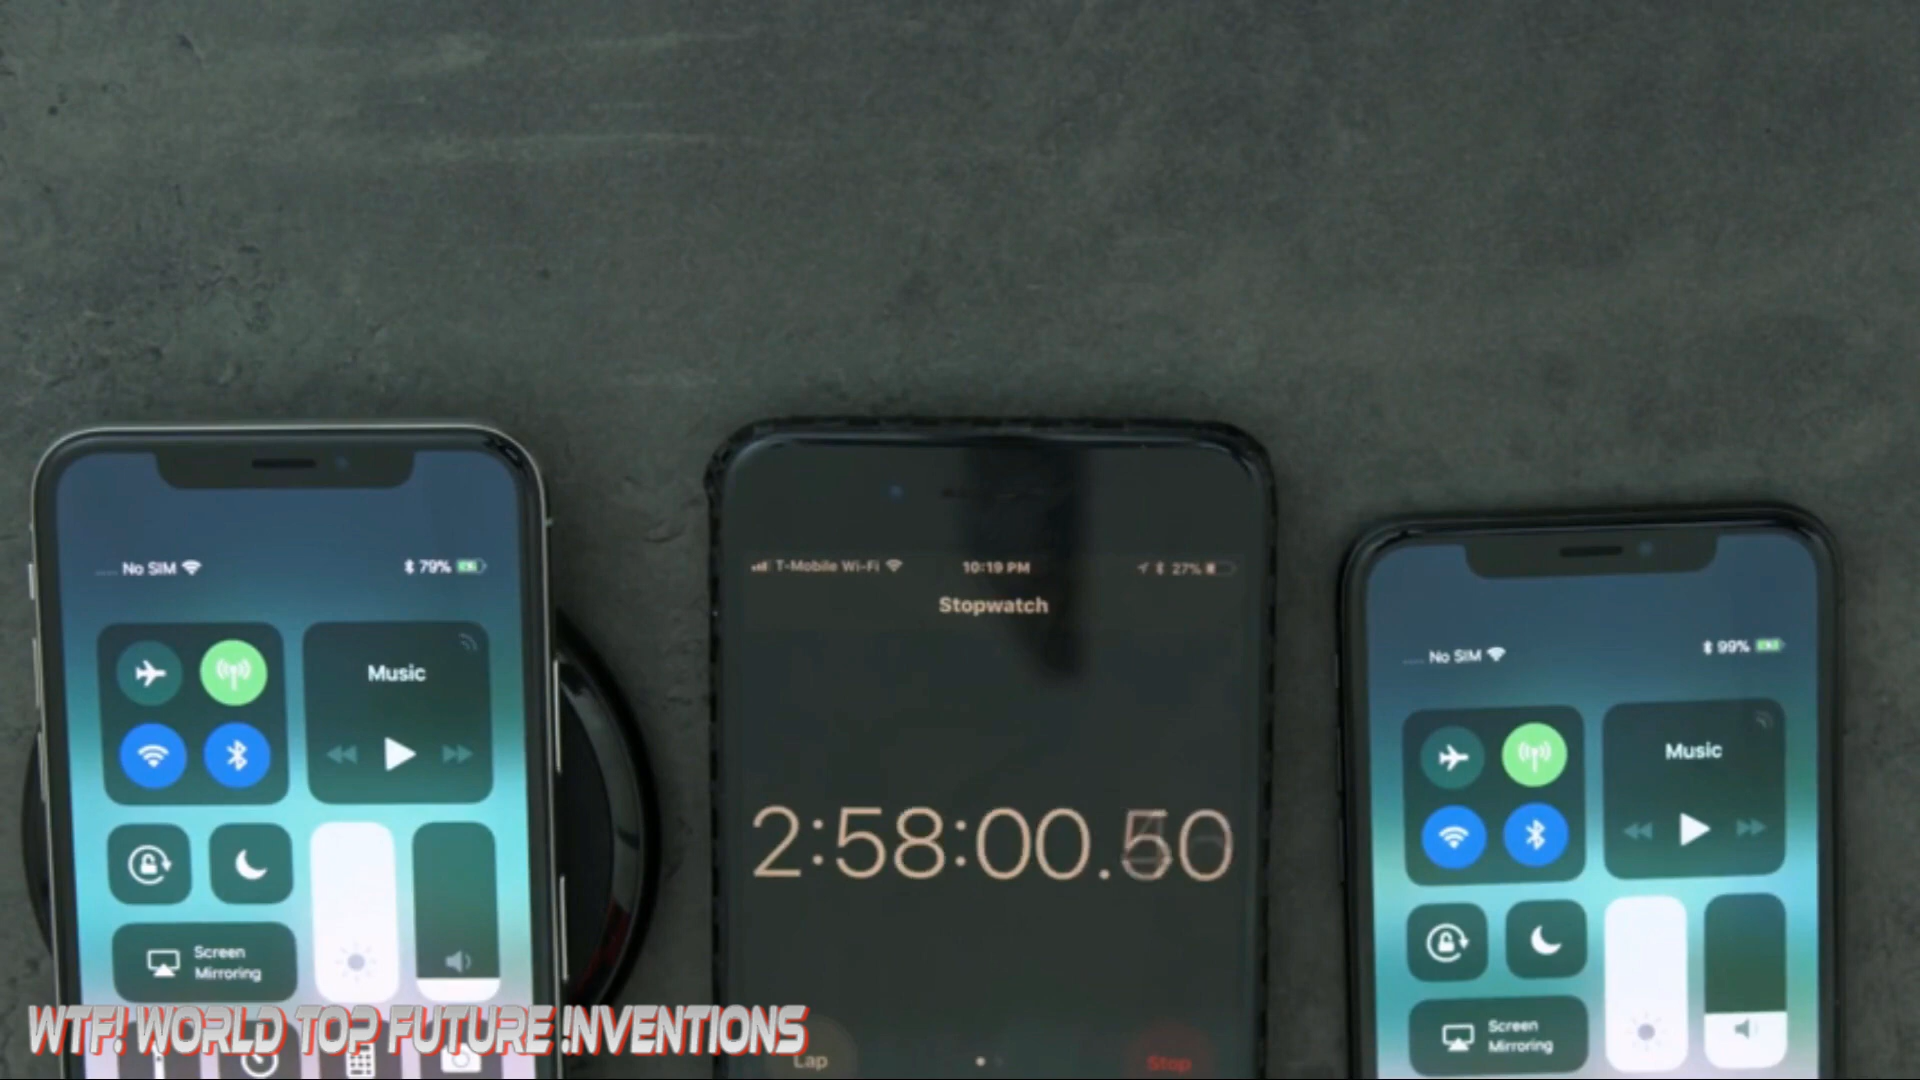 No SIM 79%
Music
Screen
Mirroring
T-Mobile Wi-Fi 10:19 PM 27%
Stopwatch
2:58:00.50
Lap
Stop
No SIM 99%
Music
Screen
Mirroring
WTF! WORLD TOP FUTURE !NVENTIONS